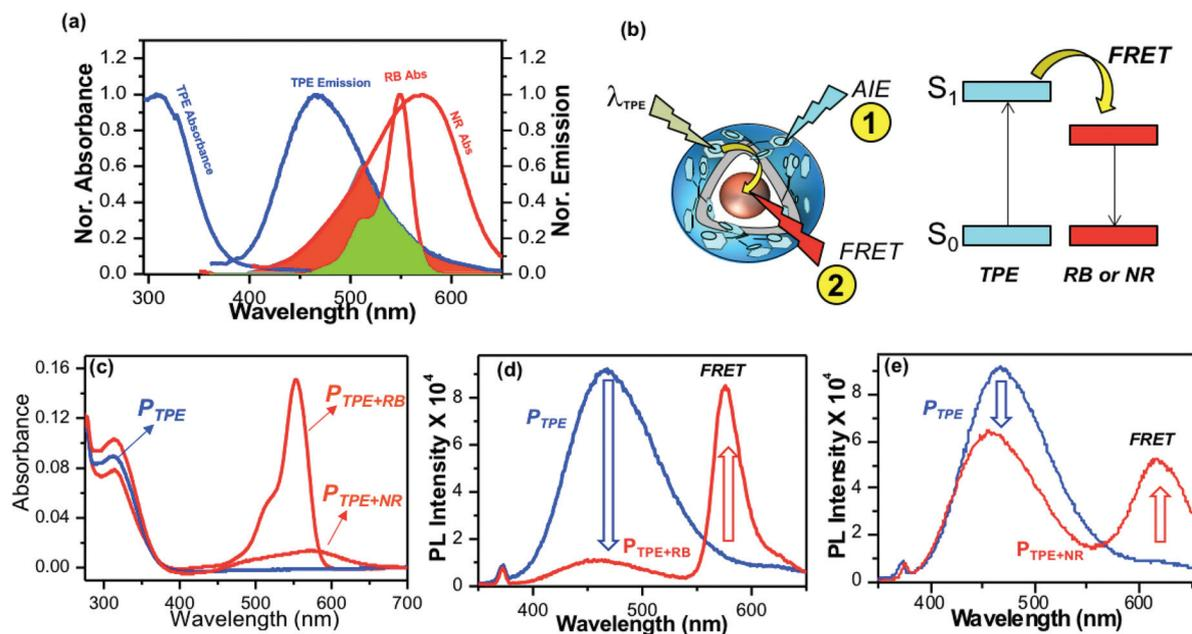 (a)
1.2
1.0
0.8
0.6
0.4
0.2
0.0
Nor. Absorbance
TPE Absorbance
TPE Emission
RB Abs
NR Abs
1.2
1.0
0.8
0.6
0.4
0.2
0.0
Nor. Emission
300 400 500 600
Wavelength (nm)
(b)
λTPE
AIE
1
FRET
2
FRET
S1
S0
TPE
RB or NR
(c)
0.16
0.12
0.08
0.04
0.00
Absorbance
PTPE
PTPE+RB
PTPE+NR
300 400 500 600 700
Wavelength (nm)
(d)
FRET
8
6
4
2
0
PL Intensity X 10^4
PTPE
PTPE+RB
400 500 600
Wavelength (nm)
(e)
FRET
8
6
4
2
0
PL Intensity X 10^4
PTPE
PTPE+NR
400 500 600
Wavelength (nm)